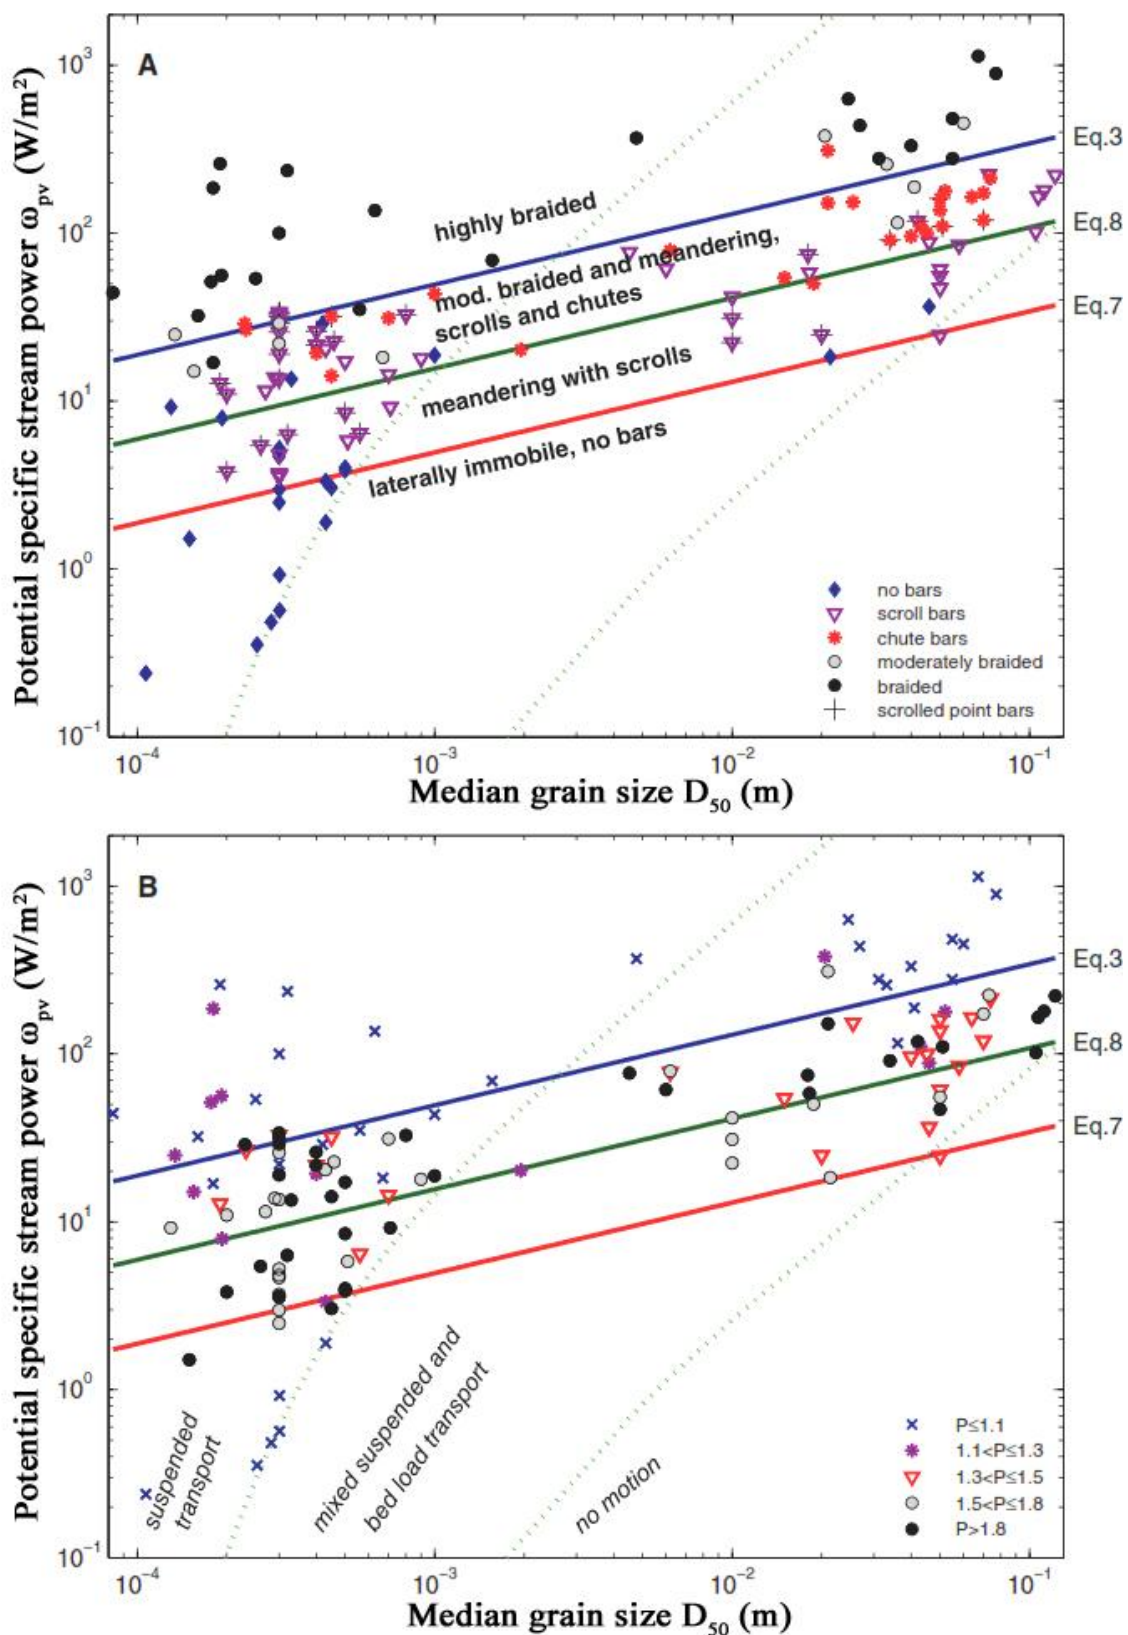 A
10³
10²
10¹
10⁰
10⁻¹
Potential specific stream power ωpv (W/m²)
highly braided
mod. braided and meandering,
scrolls and chutes
meandering with scrolls
laterally immobile, no bars
Eq.3
Eq.8
Eq.7
no bars
scroll bars
chute bars
moderately braided
braided
scrolled point bars
10⁻⁴ 10⁻³ 10⁻² 10⁻¹
Median grain size D₅₀ (m)
B
10³
10²
10¹
10⁰
10⁻¹
Potential specific stream power ωpv (W/m²)
Eq.3
Eq.8
Eq.7
suspended
transport
mixed suspended and
bed load transport
no motion
P≤1.1
1.1<P≤1.3
1.3<P≤1.5
1.5<P≤1.8
P>1.8
10⁻⁴ 10⁻³ 10⁻² 10⁻¹
Median grain size D₅₀ (m)